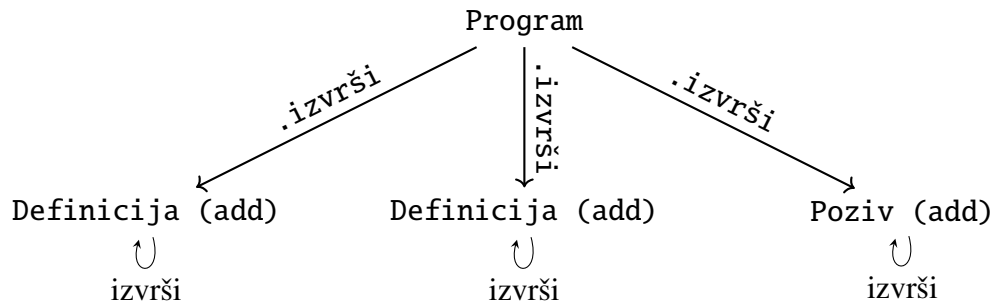 Program
.izvrši
.izvrši
.izvrši
Definicija (add)
Definicija (add)
Poziv (add)
izvrši
izvrši
izvrši